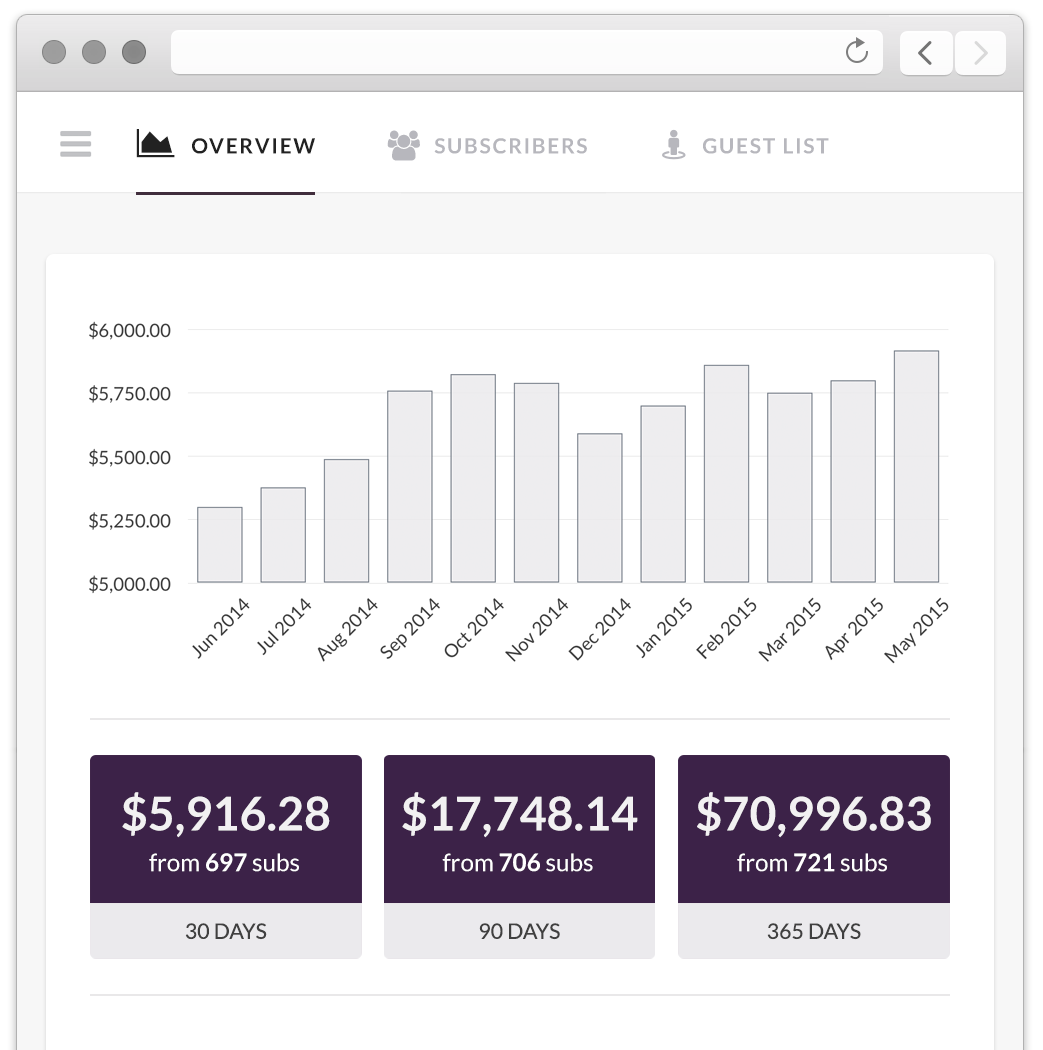 OVERVIEW SUBSCRIBERS GUEST LIST
$6,000.00
$5,750.00
$5,500.00
$5,250.00
$5,000.00
Jun 2014 Jul 2014 Aug 2014 Sep 2014 Oct 2014 Nov 2014 Dec 2014 Jan 2015 Feb 2015 Mar 2015 Apr 2015 May 2015
$5,916.28 $17,748.14 $70,996.83
from 697 subs from 706 subs from 721 subs
30 DAYS 90 DAYS 365 DAYS